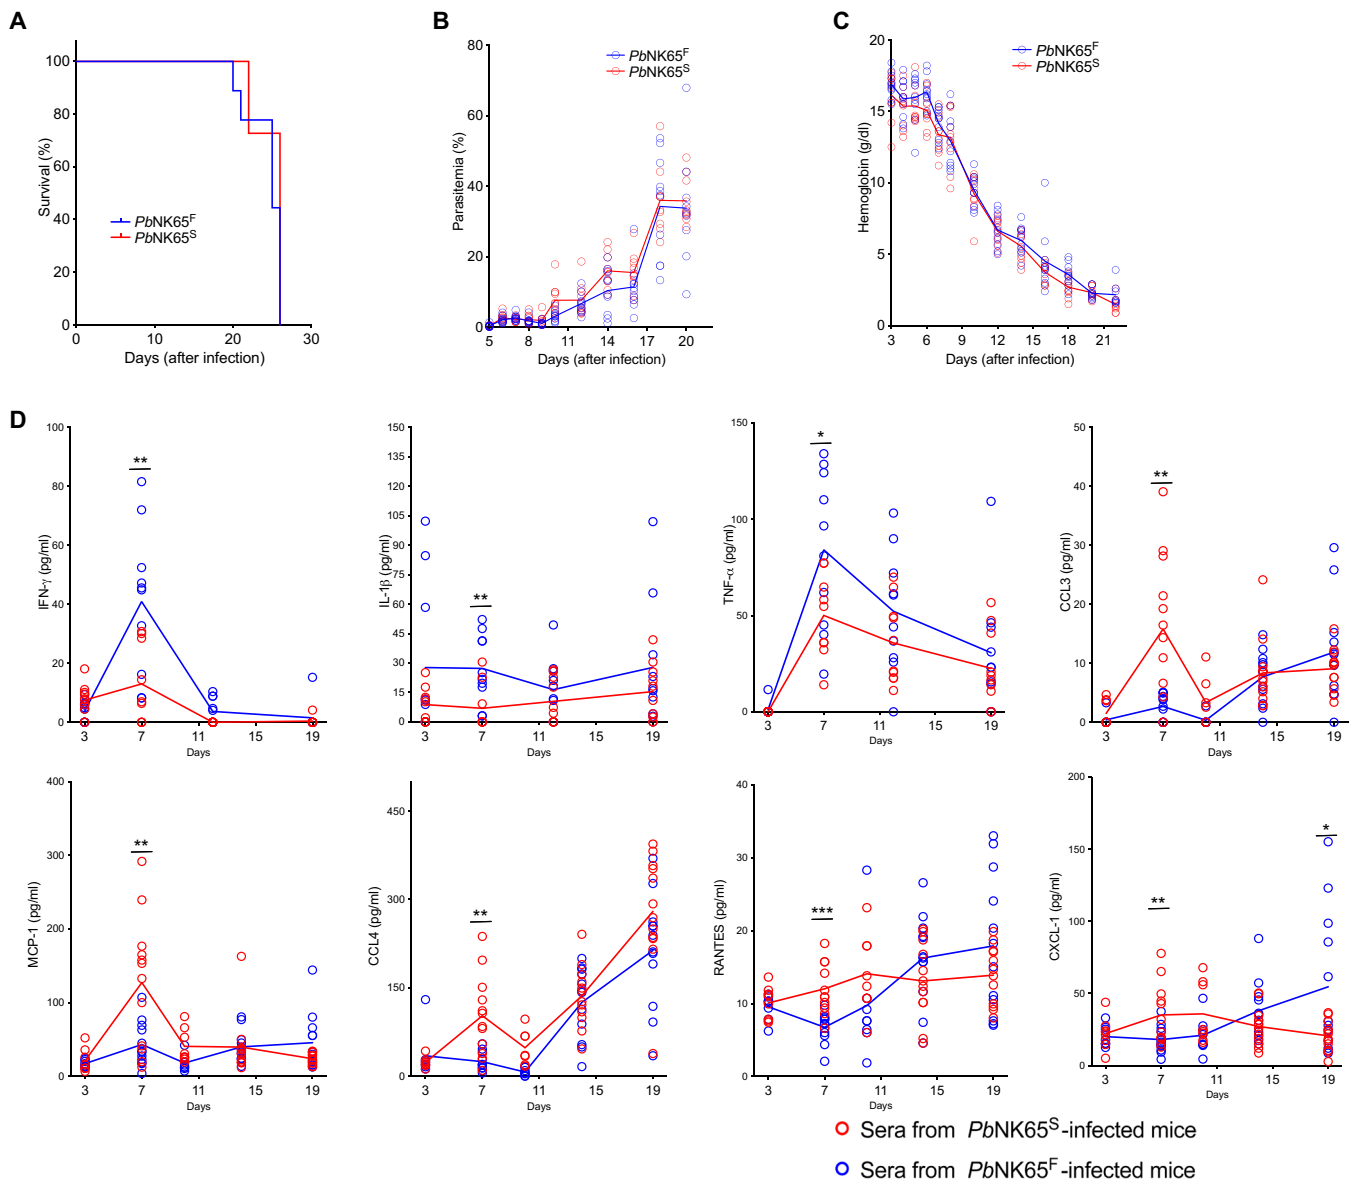 A
100
80
60
40
20
0
Survival (%)
PbNK65F
PbNK65S
0 10 20 30
Days (after infection)
B
80
60
40
20
0
Parasitemia (%)
PbNK65F
PbNK65S
5 8 11 14 17 20
Days (after infection)
C
20
15
10
5
0
Hemoglobin (g/dl)
PbNK65F
PbNK65S
3 6 9 12 15 18 21
Days (after infection)
D
100
80
60
40
20
0
IFN-γ (pg/ml)
**
3 7 11 15 19
Days
150
135
120
105
90
75
60
45
30
15
0
IL-1β (pg/ml)
**
3 7 11 15 19
Days
150
100
50
0
TNF-α (pg/ml)
*
3 7 11 15 19
Days
50
40
30
20
10
0
CCL3 (pg/ml)
**
3 7 11 15 19
Days
400
300
200
100
0
MCP-1 (pg/ml)
**
3 7 11 15 19
Days
450
300
150
0
CCL4 (pg/ml)
**
3 7 11 15 19
Days
40
30
20
10
0
RANTES (pg/ml)
***
3 7 11 15 19
Days
200
150
100
50
0
CXCL-1 (pg/ml)
**
*
3 7 11 15 19
Days
Sera from PbNK65S-infected mice
Sera from PbNK65F-infected mice